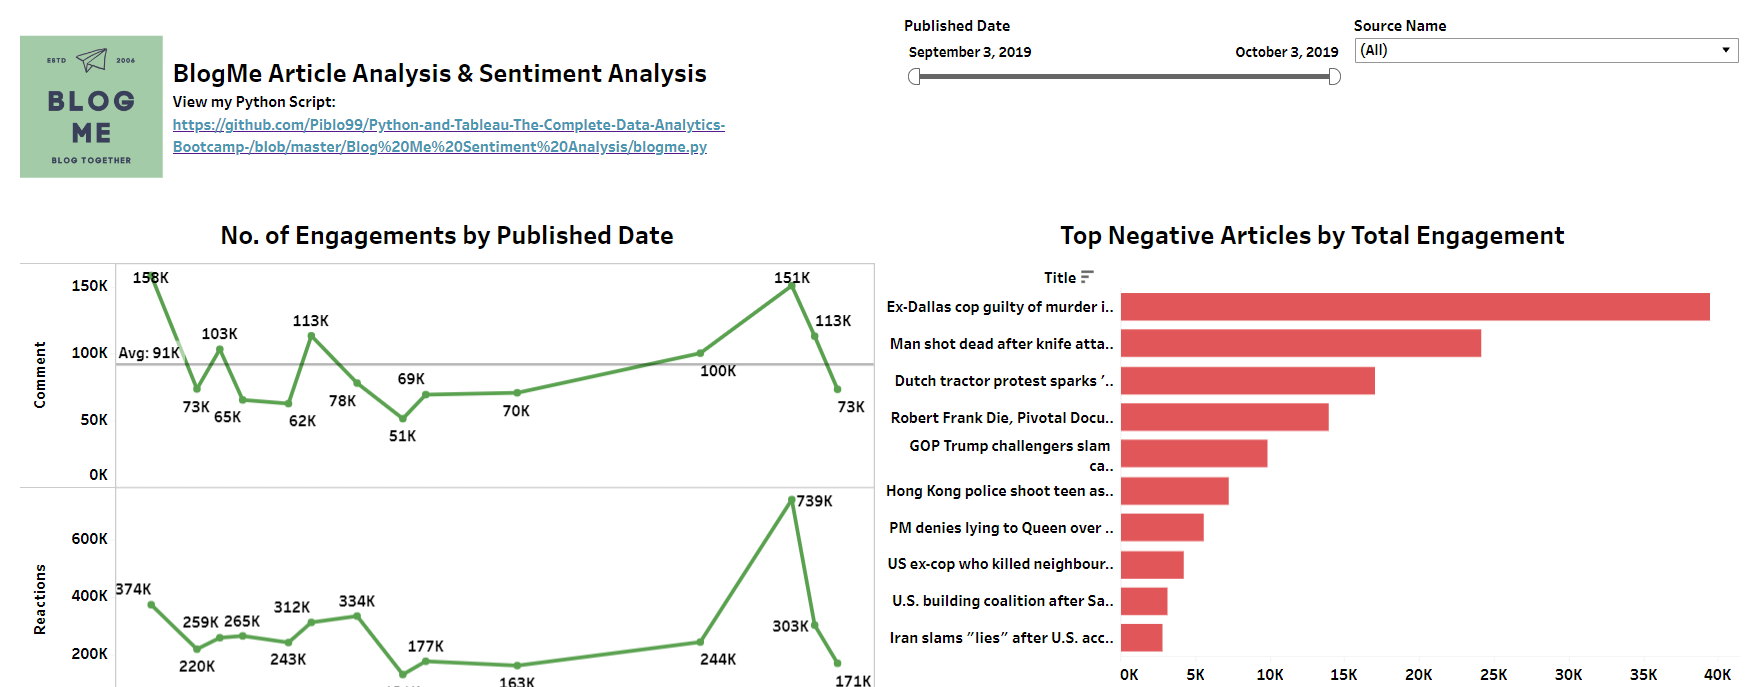 Published Date
Source Name
September 3, 2019
October 3, 2019
(All)
ESTD
2006
BLOG
ME
BLOG TOGETHER
BlogMe Article Analysis & Sentiment Analysis
View my Python Script:
https://github.com/Piblo99/Python-and-Tableau-The-Complete-Data-Analytics-
Bootcamp-/blob/master/Blog%20Me%20Sentiment%20Analysis/blogme.py
No. of Engagements by Published Date
Comment
150K
100K
50K
0K
158K
73K
103K
65K
62K
113K
78K
51K
69K
70K
100K
151K
113K
73K
Avg: 91K
Reactions
600K
400K
200K
374K
220K
259K
265K
243K
312K
334K
177K
163K
244K
739K
303K
171K
Top Negative Articles by Total Engagement
Title
Ex-Dallas cop guilty of murder i..
Man shot dead after knife atta..
Dutch tractor protest sparks '..
Robert Frank Die, Pivotal Docu..
GOP Trump challengers slam
ca..
Hong Kong police shoot teen as..
PM denies lying to Queen over ..
US ex-cop who killed neighbour..
U.S. building coalition after Sa..
Iran slams "lies" after U.S. acc..
0K
5K
10K
15K
20K
25K
30K
35K
40K